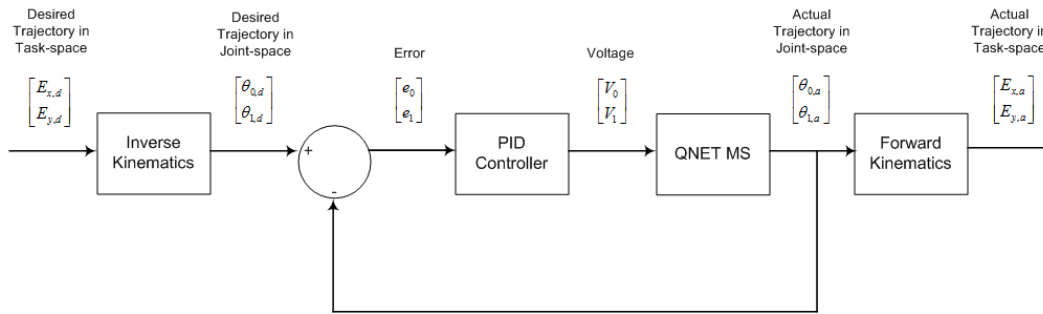 Desired
Trajectory in
Task-space
Desired
Trajectory in
Joint-space
Error
Voltage
Actual
Trajectory in
Joint-space
Actual
Trajectory in
Task-space
E_{x,d}
E_{y,d}
θ_{0,d}
θ_{1,d}
e_0
e_1
V_0
V_1
θ_{0,a}
θ_{1,a}
E_{x,a}
E_{y,a}
Inverse
Kinematics
+
-
PID
Controller
QNET MS
Forward
Kinematics